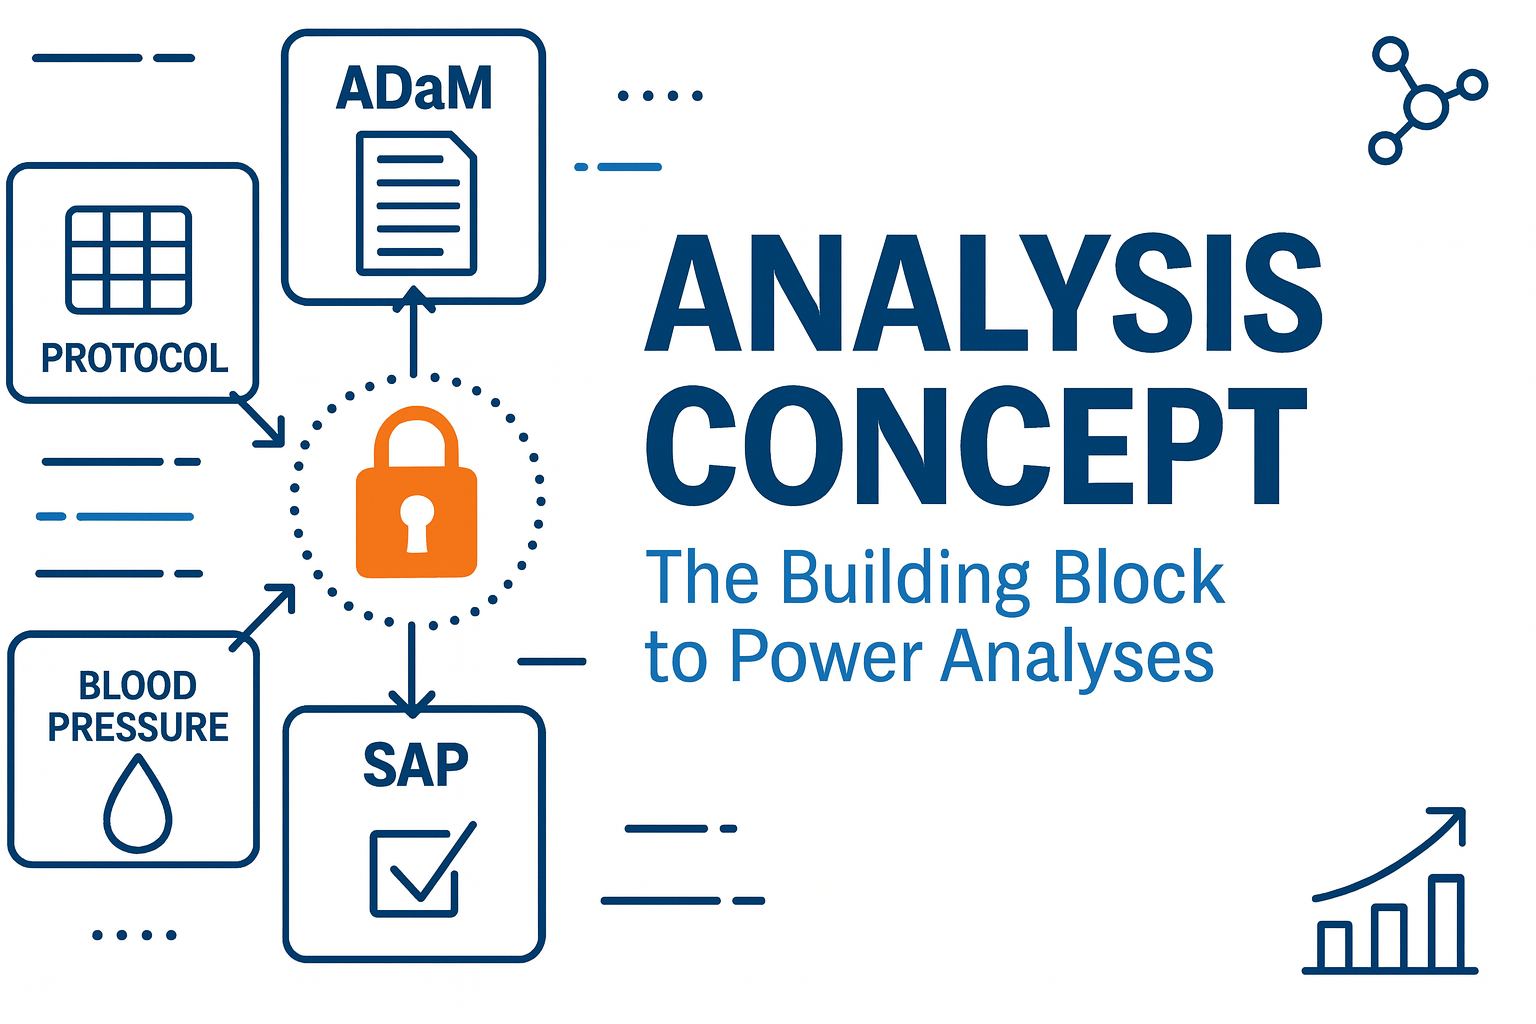 ADaM
PROTOCOL
BLOOD
PRESSURE
SAP
ANALYSIS
CONCEPT
The Building Block
to Power Analyses